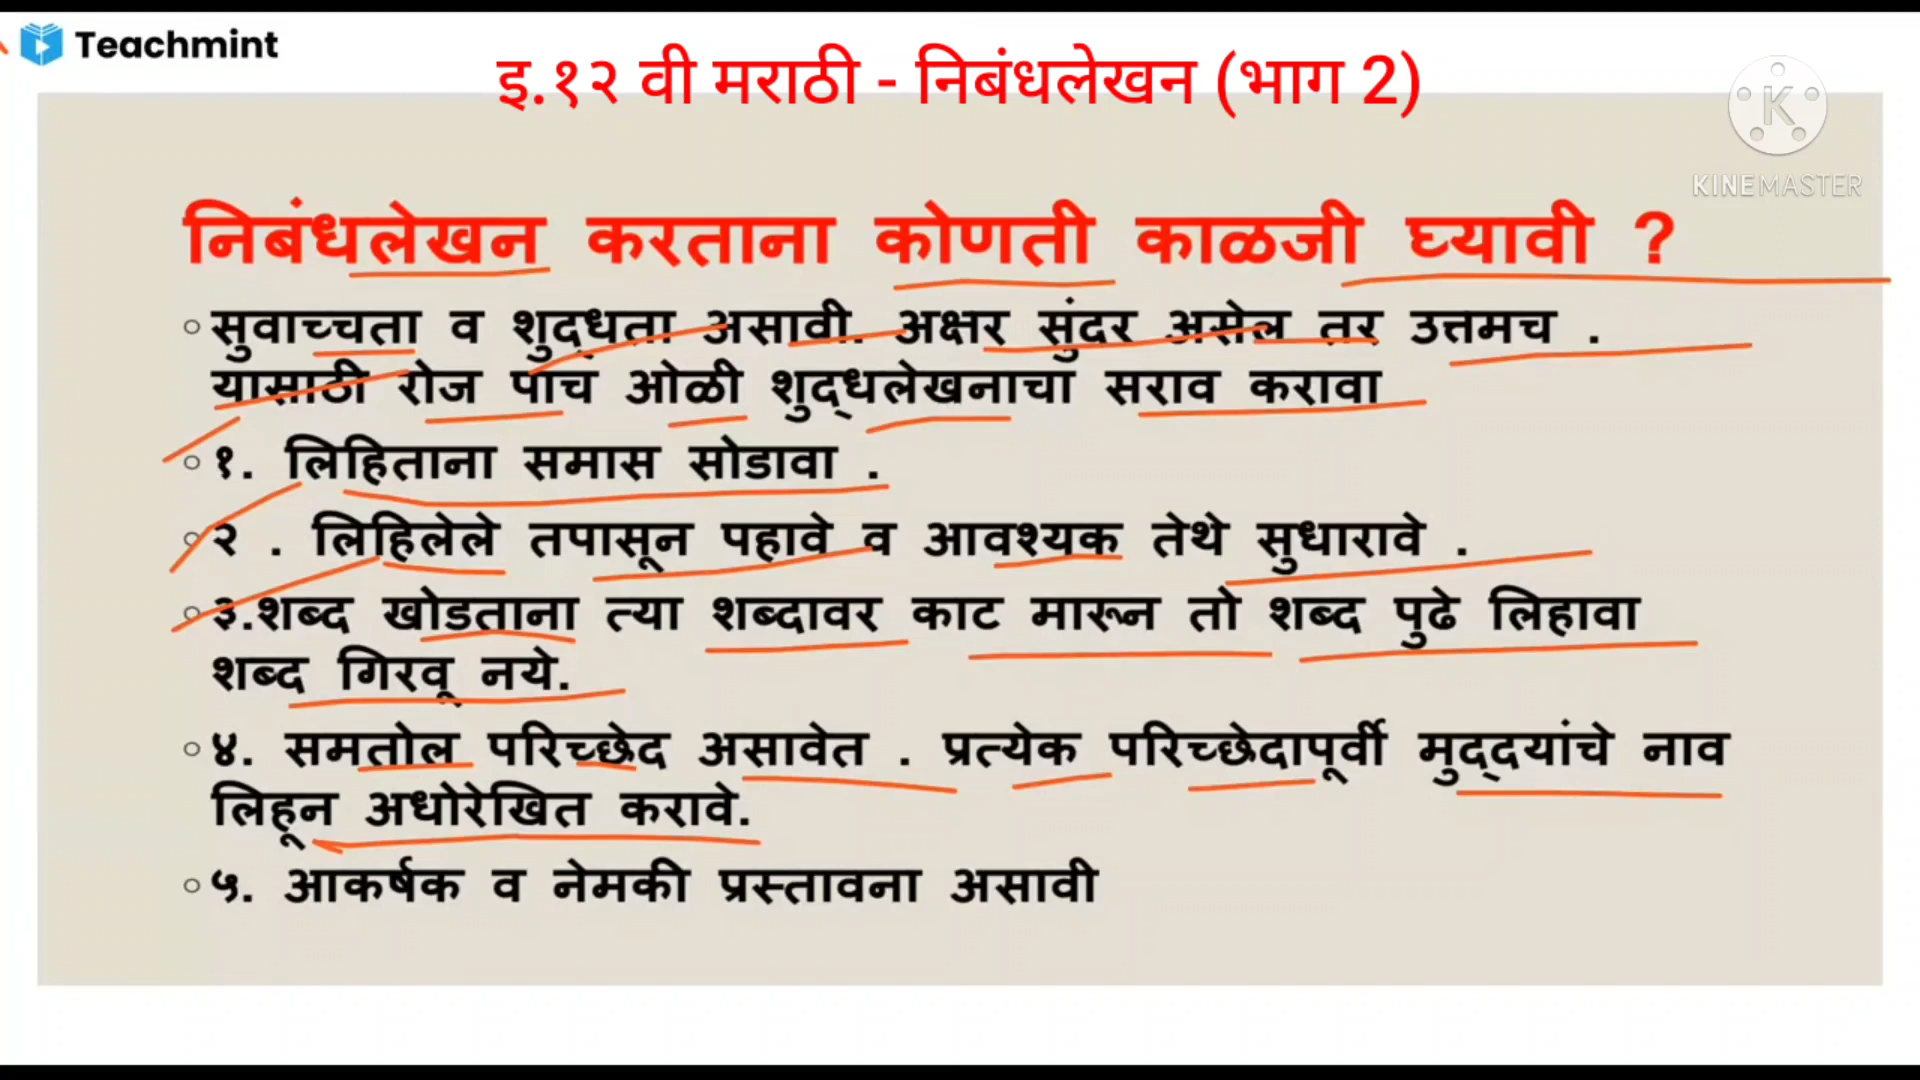 Teachmint
इ.१२ वी मराठी - निबंधलेखन (भाग 2)
KINEMASTER
निबंधलेखन करताना कोणती काळजी घ्यावी ?
सुवाच्चता व शुद्धता असावी. अक्षर सुंदर असेल तर उत्तमच .
यासाठी रोज पाच ओळी शुद्धलेखनाचा सराव करावा
१. लिहिताना समास सोडावा .
२ . लिहिलेले तपासून पहावे व आवश्यक तेथे सुधारावे .
३.शब्द खोडताना त्या शब्दावर काट मारून तो शब्द पुढे लिहावा
शब्द गिरवू नये.
४. समतोल परिच्छेद असावेत . प्रत्येक परिच्छेदापूर्वी मुद्दयांचे नाव
लिहून अधोरेखित करावे.
५. आकर्षक व नेमकी प्रस्तावना असावी